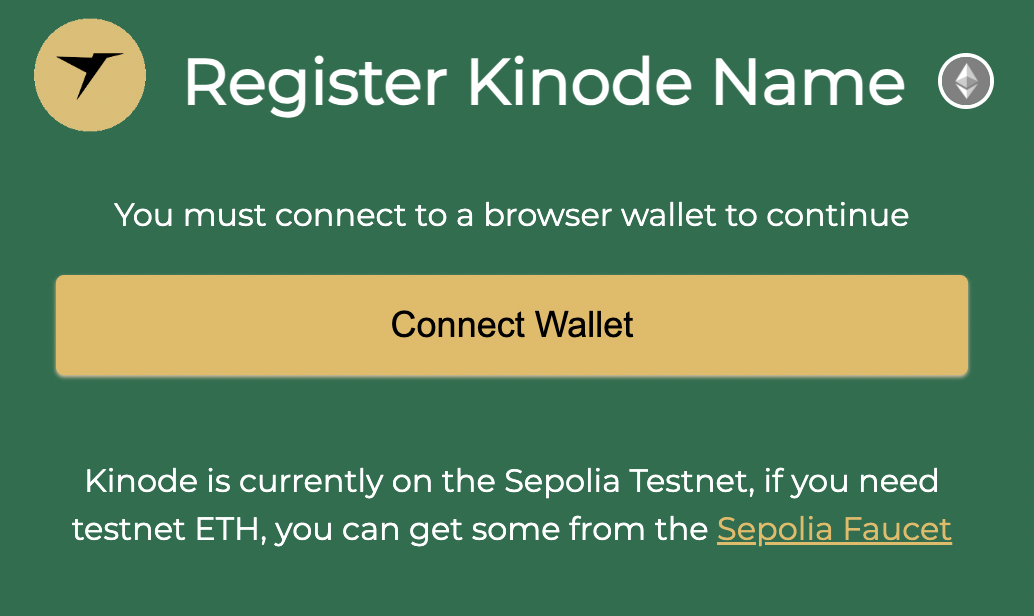 Register Kinode Name
You must connect to a browser wallet to continue
Connect Wallet
Kinode is currently on the Sepolia Testnet, if you need
testnet ETH, you can get some from the Sepolia Faucet